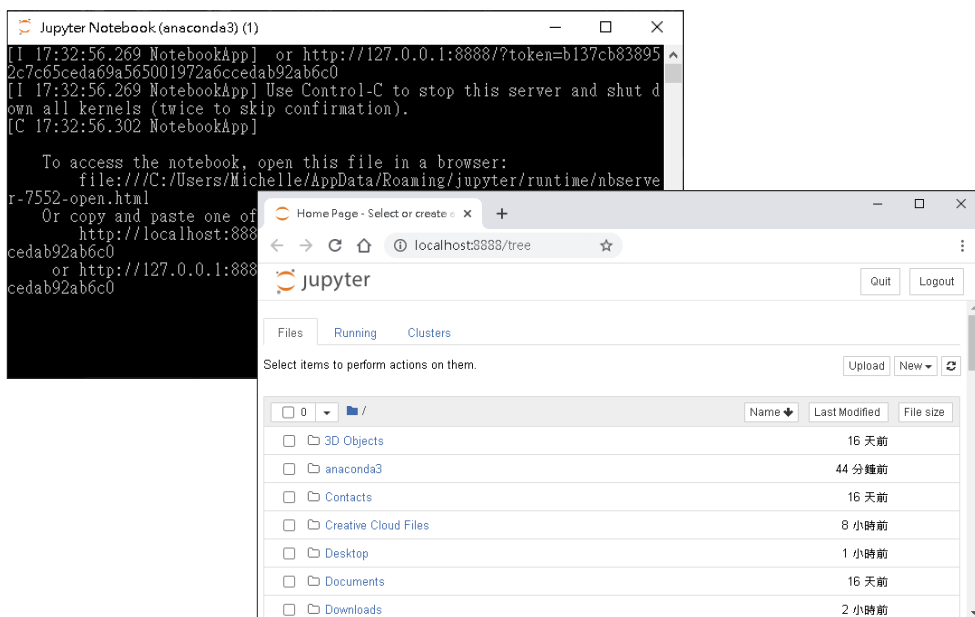 Jupyter Notebook (anaconda3) (1)
[I 17:32:56.269 NotebookApp]  or http://127.0.0.1:8888/?token=b137cb83895
2c7c65ceda69a565001972a6ccedab92ab6c0
[I 17:32:56.269 NotebookApp] Use Control-C to stop this server and shut d
own all kernels (twice to skip confirmation).
[C 17:32:56.302 NotebookApp]
To access the notebook, open this file in a browser:
file:///C:/Users/Michelle/AppData/Roaming/jupyter/runtime/nbserve
r-7552-open.html
Or copy and paste one of
http://localhost:888
cedab92ab6c0
or http://127.0.0.1:888
cedab92ab6c0
Home Page - Select or create e
localhost:8888/tree
jupyter Quit Logout
Files Running Clusters
Select items to perform actions on them. Upload New
0 / Name Last Modified File size
3D Objects 16 天前
anaconda3 44 分鐘前
Contacts 16 天前
Creative Cloud Files 8 小時前
Desktop 1 小時前
Documents 16 天前
Downloads 2 小時前